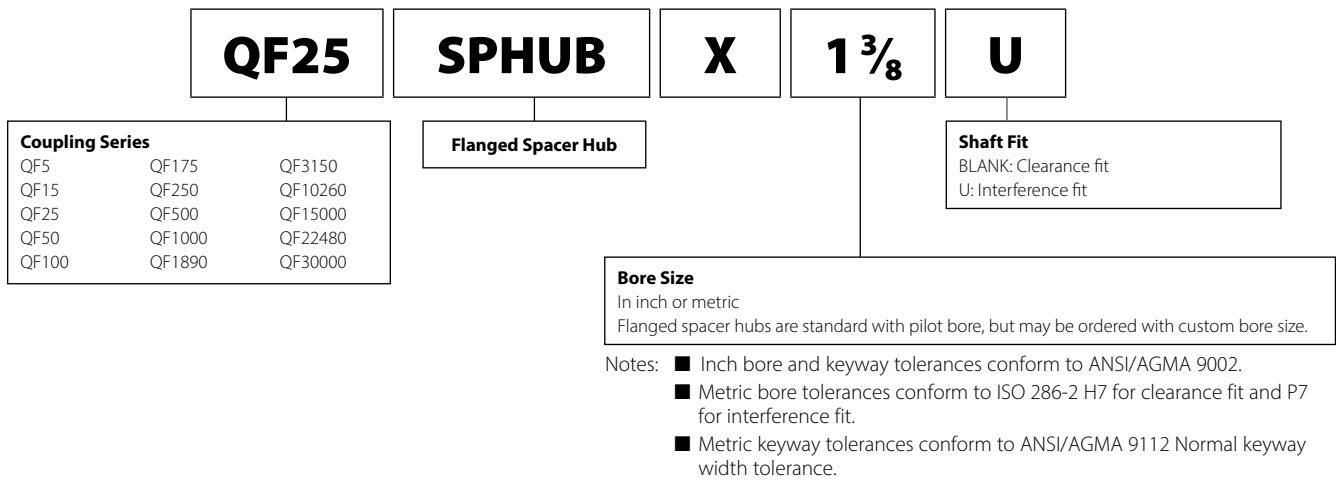 QF25 SPHUB X 1 ⅜ U
Coupling Series
QF5 QF175 QF3150
QF15 QF250 QF10260
QF25 QF500 QF15000
QF50 QF1000 QF22480
QF100 QF1890 QF30000
Flanged Spacer Hub
Shaft Fit
BLANK: Clearance fit
U: Interference fit
Bore Size
In inch or metric
Flanged spacer hubs are standard with pilot bore, but may be ordered with custom bore size.
Notes: ■ Inch bore and keyway tolerances conform to ANSI/AGMA 9002.
■ Metric bore tolerances conform to ISO 286-2 H7 for clearance fit and P7
for interference fit.
■ Metric keyway tolerances conform to ANSI/AGMA 9112 Normal keyway
width tolerance.